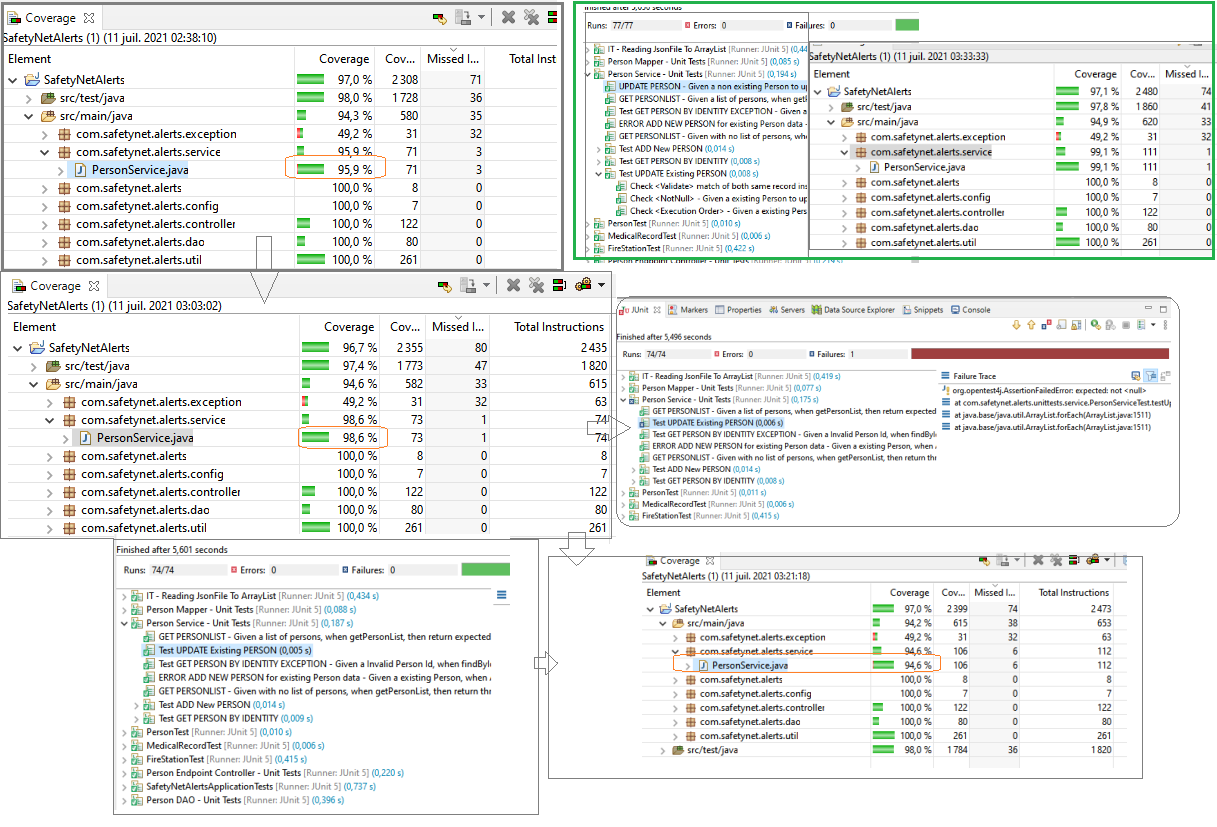 Coverage
SafetyNetAlerts (1) (11 juil. 2021 02:38:10)
Element Coverage Cov... Missed I... Total Inst
SafetyNetAlerts 97,0 % 2 308 71
src/test/java 98,0 % 1 728 36
src/main/java 94,3 % 580 35
com.safetynet.alerts.exception 49,2 % 31 32
com.safetynet.alerts.service 95,9 % 71 3
PersonService.java 95,9 % 71 3
com.safetynet.alerts 100,0 % 8 0
com.safetynet.alerts.config 100,0 % 7 0
com.safetynet.alerts.controller 100,0 % 122 0
com.safetynet.alerts.dao 100,0 % 80 0
com.safetynet.alerts.util 100,0 % 261 0
Runs: 77/77 Errors: 0 Failures: 0
IT - Reading JsonFile To ArrayList [Runner: JUnit 5] (0,44
Person Mapper - Unit Tests [Runner: JUnit 5] (0,085 s)
Person Service - Unit Tests [Runner: JUnit 5] (0,194 s)
UPDATE PERSON - Given a non existing Person to up
GET PERSONLIST - Given a list of persons, when getP
Test GET PERSON BY IDENTITY EXCEPTION - Given a
ERROR ADD NEW PERSON for existing Person data -
GET PERSONLIST - Given with no list of persons, whe
Test ADD New PERSON (0,014 s)
Test GET PERSON BY IDENTITY (0,008 s)
Test UPDATE Existing PERSON (0,008 s)
Check <Validate> match of both same record ins
Check <NotNull> - Given a existing Person to up
Check <Execution Order> - Given a existing Pers
PersonTest [Runner: JUnit 5] (0,010 s)
MedicalRecordTest [Runner: JUnit 5] (0,006 s)
FireStationTest [Runner: JUnit 5] (0,422 s)
SafetyNetAlerts (1) (11 juil. 2021 03:33:33)
Element Coverage Cov... Missed I...
SafetyNetAlerts 97,1 % 2 480 74
src/test/java 97,8 % 1 860 41
src/main/java 94,9 % 620 33
com.safetynet.alerts.exception 49,2 % 31 32
com.safetynet.alerts.service 99,1 % 111 1
PersonService.java 99,1 % 111 1
com.safetynet.alerts 100,0 % 8 0
com.safetynet.alerts.config 100,0 % 7 0
com.safetynet.alerts.controller 100,0 % 122 0
com.safetynet.alerts.dao 100,0 % 80 0
com.safetynet.alerts.util 100,0 % 261 0
Coverage
SafetyNetAlerts (1) (11 juil. 2021 03:03:02)
Element Coverage Cov... Missed I... Total Instructions
SafetyNetAlerts 96,7 % 2 355 80 2 435
src/test/java 97,4 % 1 773 47 1 820
src/main/java 94,6 % 582 33 615
com.safetynet.alerts.exception 49,2 % 31 32 63
com.safetynet.alerts.service 98,6 % 73 1 74
PersonService.java 98,6 % 73 1 74
com.safetynet.alerts 100,0 % 8 0 8
com.safetynet.alerts.config 100,0 % 7 0 7
com.safetynet.alerts.controller 100,0 % 122 0 122
com.safetynet.alerts.dao 100,0 % 80 0 80
com.safetynet.alerts.util 100,0 % 261 0 261
JUnit Markers Properties Servers Data Source Explorer Snippets Console
Finished after 5,496 seconds
Runs: 74/74 Errors: 0 Failures: 1
IT - Reading JsonFile To ArrayList [Runner: JUnit 5] (0,419 s)
Person Mapper - Unit Tests [Runner: JUnit 5] (0,077 s)
Person Service - Unit Tests [Runner: JUnit 5] (0,175 s)
GET PERSONLIST - Given a list of persons, when getPersonList, then return expected
Test UPDATE Existing PERSON (0,006 s)
Test GET PERSON BY IDENTITY EXCEPTION - Given a Invalid Person Id, when findByI
ERROR ADD NEW PERSON for existing Person data - Given a existing Person, when A
GET PERSONLIST - Given with no list of persons, when getPersonList, then return thr
Test ADD New PERSON (0,014 s)
Test GET PERSON BY IDENTITY (0,008 s)
PersonTest [Runner: JUnit 5] (0,011 s)
MedicalRecordTest [Runner: JUnit 5] (0,006 s)
FireStationTest [Runner: JUnit 5] (0,415 s)
Failure Trace
org.opentest4j.AssertionFailedError: expected: not <null>
at com.safetynet.alerts.unittests.service.PersonServiceTest.testUp
at java.base/java.util.ArrayList.forEach(ArrayList.java:1511)
at java.base/java.util.ArrayList.forEach(ArrayList.java:1511)
Finished after 5,601 seconds
Runs: 74/74 Errors: 0 Failures: 0
IT - Reading JsonFile To ArrayList [Runner: JUnit 5] (0,434 s)
Person Mapper - Unit Tests [Runner: JUnit 5] (0,088 s)
Person Service - Unit Tests [Runner: JUnit 5] (0,187 s)
GET PERSONLIST - Given a list of persons, when getPersonList, then return expected
Test UPDATE Existing PERSON (0,005 s)
Test GET PERSON BY IDENTITY EXCEPTION - Given a Invalid Person Id, when findByI
ERROR ADD NEW PERSON for existing Person data - Given a existing Person, when A
GET PERSONLIST - Given with no list of persons, when getPersonList, then return thr
Test ADD New PERSON (0,014 s)
Test GET PERSON BY IDENTITY (0,009 s)
PersonTest [Runner: JUnit 5] (0,010 s)
MedicalRecordTest [Runner: JUnit 5] (0,006 s)
FireStationTest [Runner: JUnit 5] (0,415 s)
Person Endpoint Controller - Unit Tests [Runner: JUnit 5] (0,220 s)
SafetyNetAlertsApplicationTests [Runner: JUnit 5] (0,737 s)
Person DAO - Unit Tests [Runner: JUnit 5] (0,396 s)
Coverage
SafetyNetAlerts (1) (11 juil. 2021 03:21:18)
Element Coverage Cov... Missed I... Total Instructions
SafetyNetAlerts 97,0 % 2 399 74 2 473
src/main/java 94,2 % 615 38 653
com.safetynet.alerts.exception 49,2 % 31 32 63
com.safetynet.alerts.service 94,6 % 106 6 112
PersonService.java 94,6 % 106 6 112
com.safetynet.alerts 100,0 % 8 0 8
com.safetynet.alerts.config 100,0 % 7 0 7
com.safetynet.alerts.controller 100,0 % 122 0 122
com.safetynet.alerts.dao 100,0 % 80 0 80
com.safetynet.alerts.util 100,0 % 261 0 261
src/test/java 98,0 % 1 784 36 1 820